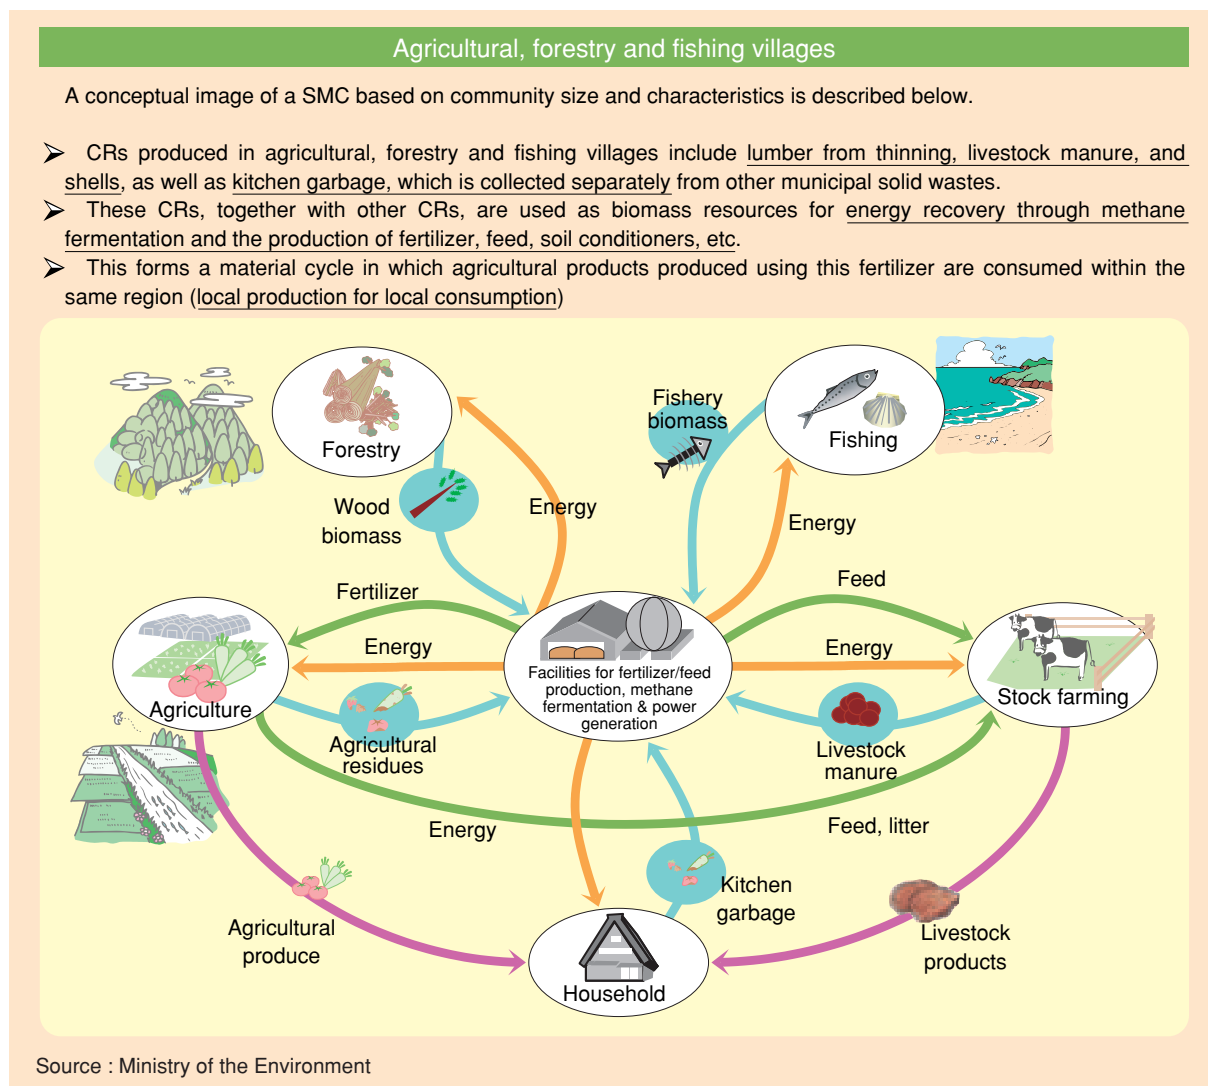 Agricultural, forestry and fishing villages
A conceptual image of a SMC based on community size and characteristics is described below.
➢ CRs produced in agricultural, forestry and fishing villages include lumber from thinning, livestock manure, and
shells, as well as kitchen garbage, which is collected separately from other municipal solid wastes.
➢ These CRs, together with other CRs, are used as biomass resources for energy recovery through methane
fermentation and the production of fertilizer, feed, soil conditioners, etc.
➢ This forms a material cycle in which agricultural products produced using this fertilizer are consumed within the
same region (local production for local consumption)
Forestry
Fishery
biomass
Fishing
Wood
biomass
Energy
Energy
Fertilizer
Feed
Energy
Energy
Facilities for fertilizer/feed
production, methane
fermentation & power
generation
Agriculture
Stock farming
Agricultural
residues
Livestock
manure
Energy
Feed, litter
Kitchen
garbage
Agricultural
produce
Livestock
products
Household
Source : Ministry of the Environment